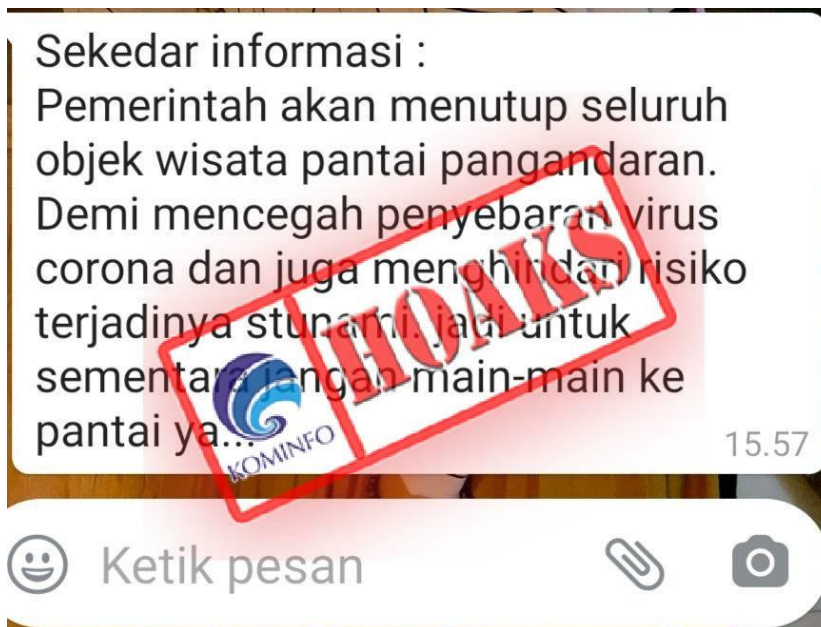 Sekedar informasi :
Pemerintah akan menutup seluruh
objek wisata pantai pangandaran.
Demi mencegah penyebaran virus
corona dan juga menghindari risiko
terjadinya stunami. jadi untuk
sementara jangan main-main ke
pantai ya...
15.57
HOAKS
KOMINFO
Ketik pesan